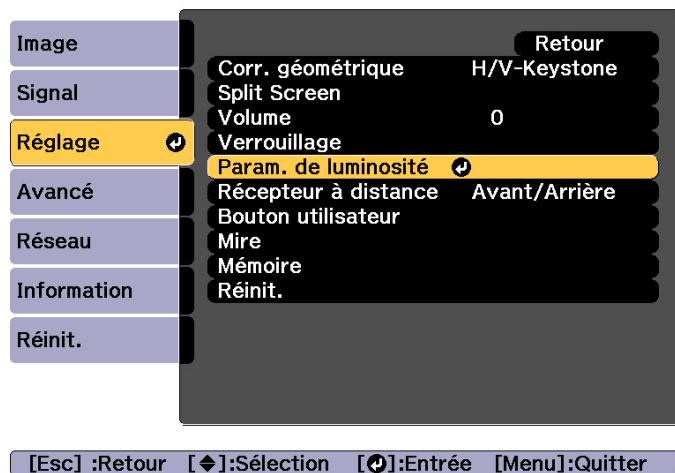 Image
Signal
Réglage
Avancé
Réseau
Information
Réinit.
Retour
Corr. géométrique H/V-Keystone
Split Screen
Volume 0
Verrouillage
Param. de luminosité
Récepteur à distance Avant/Arrière
Bouton utilisateur
Mire
Mémoire
Réinit.
[Esc] :Retour [◆]:Sélection [⏎]:Entrée [Menu]:Quitter